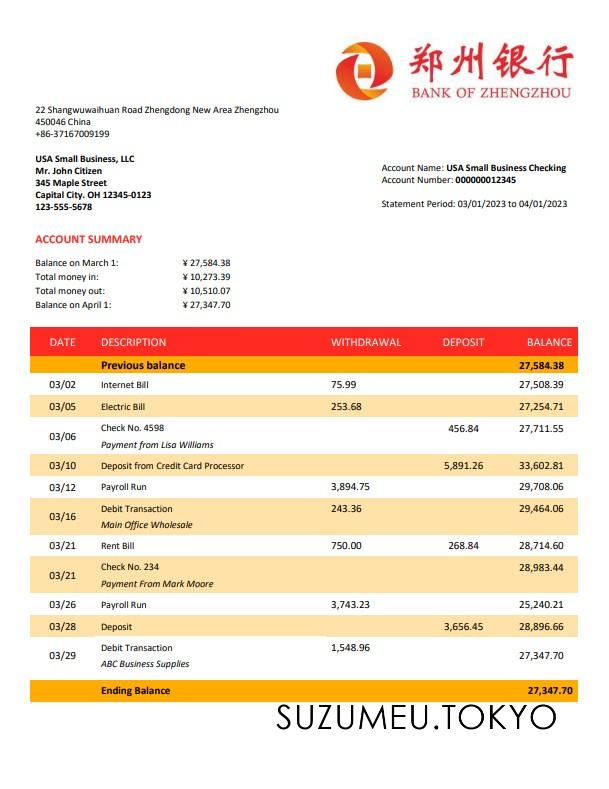 郑州银行
BANK OF ZHENGZHOU
22 Shangwuwaihuan Road Zhengdong New Area Zhengzhou
450046 China
+86-37167009199
USA Small Business, LLC
Mr. John Citizen
345 Maple Street
Capital City. OH 12345-0123
123-555-5678
Account Name: USA Small Business Checking
Account Number: 000000012345
Statement Period: 03/01/2023 to 04/01/2023
ACCOUNT SUMMARY
Balance on March 1: ¥ 27,584.38
Total money in: ¥ 10,273.39
Total money out: ¥ 10,510.07
Balance on April 1: ¥ 27,347.70
DATE DESCRIPTION WITHDRAWAL DEPOSIT BALANCE
Previous balance 27,584.38
03/02 Internet Bill 75.99 27,508.39
03/05 Electric Bill 253.68 27,254.71
03/06 Check No. 4598 456.84 27,711.55
Payment from Lisa Williams
03/10 Deposit from Credit Card Processor 5,891.26 33,602.81
03/12 Payroll Run 3,894.75 29,708.06
03/16 Debit Transaction 243.36 29,464.06
Main Office Wholesale
03/21 Rent Bill 750.00 268.84 28,714.60
03/21 Check No. 234 28,983.44
Payment From Mark Moore
03/26 Payroll Run 3,743.23 25,240.21
03/28 Deposit 3,656.45 28,896.66
03/29 Debit Transaction 1,548.96 27,347.70
ABC Business Supplies
Ending Balance 27,347.70
SUZUMEU.TOKYO